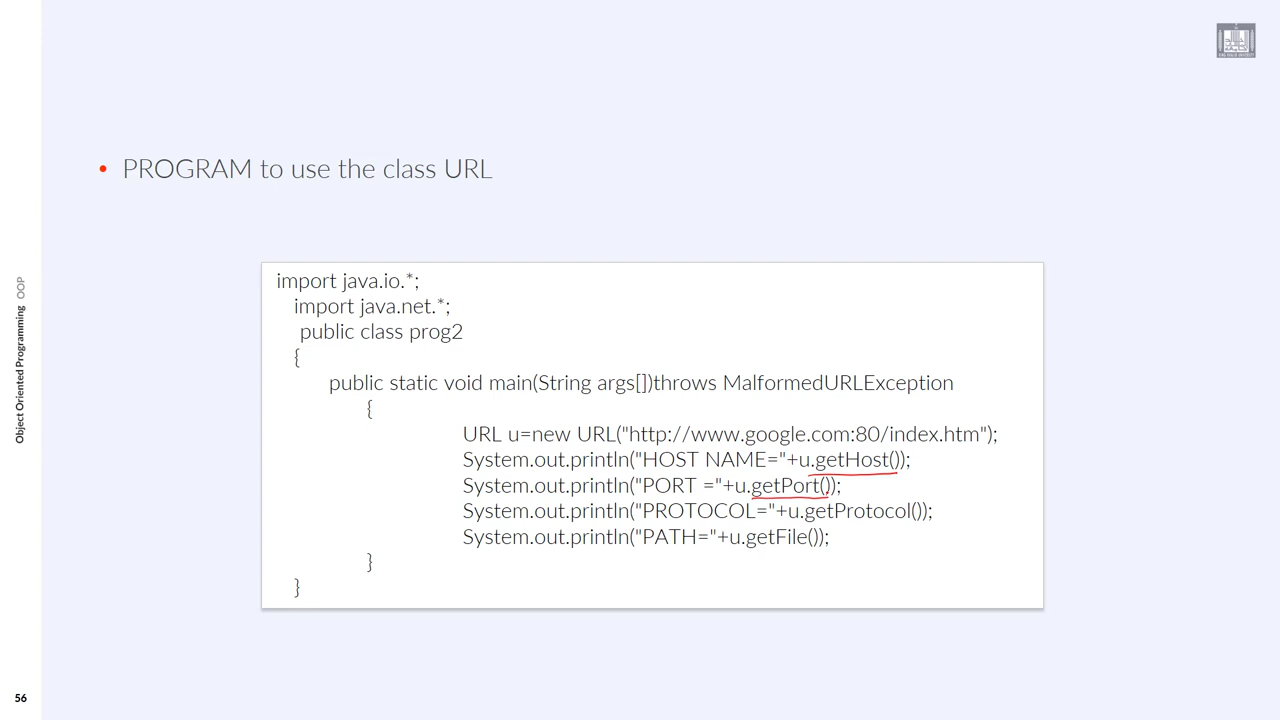 • PROGRAM to use the class URL
import java.io.*;
import java.net.*;
public class prog2
{
public static void main(String args[])throws MalformedURLException
{
URL u=new URL("http://www.google.com:80/index.htm");
System.out.println("HOST NAME="+u.getHost());
System.out.println("PORT ="+u.getPort());
System.out.println("PROTOCOL="+u.getProtocol());
System.out.println("PATH="+u.getFile());
}
}
Object Oriented Programming OOP
56